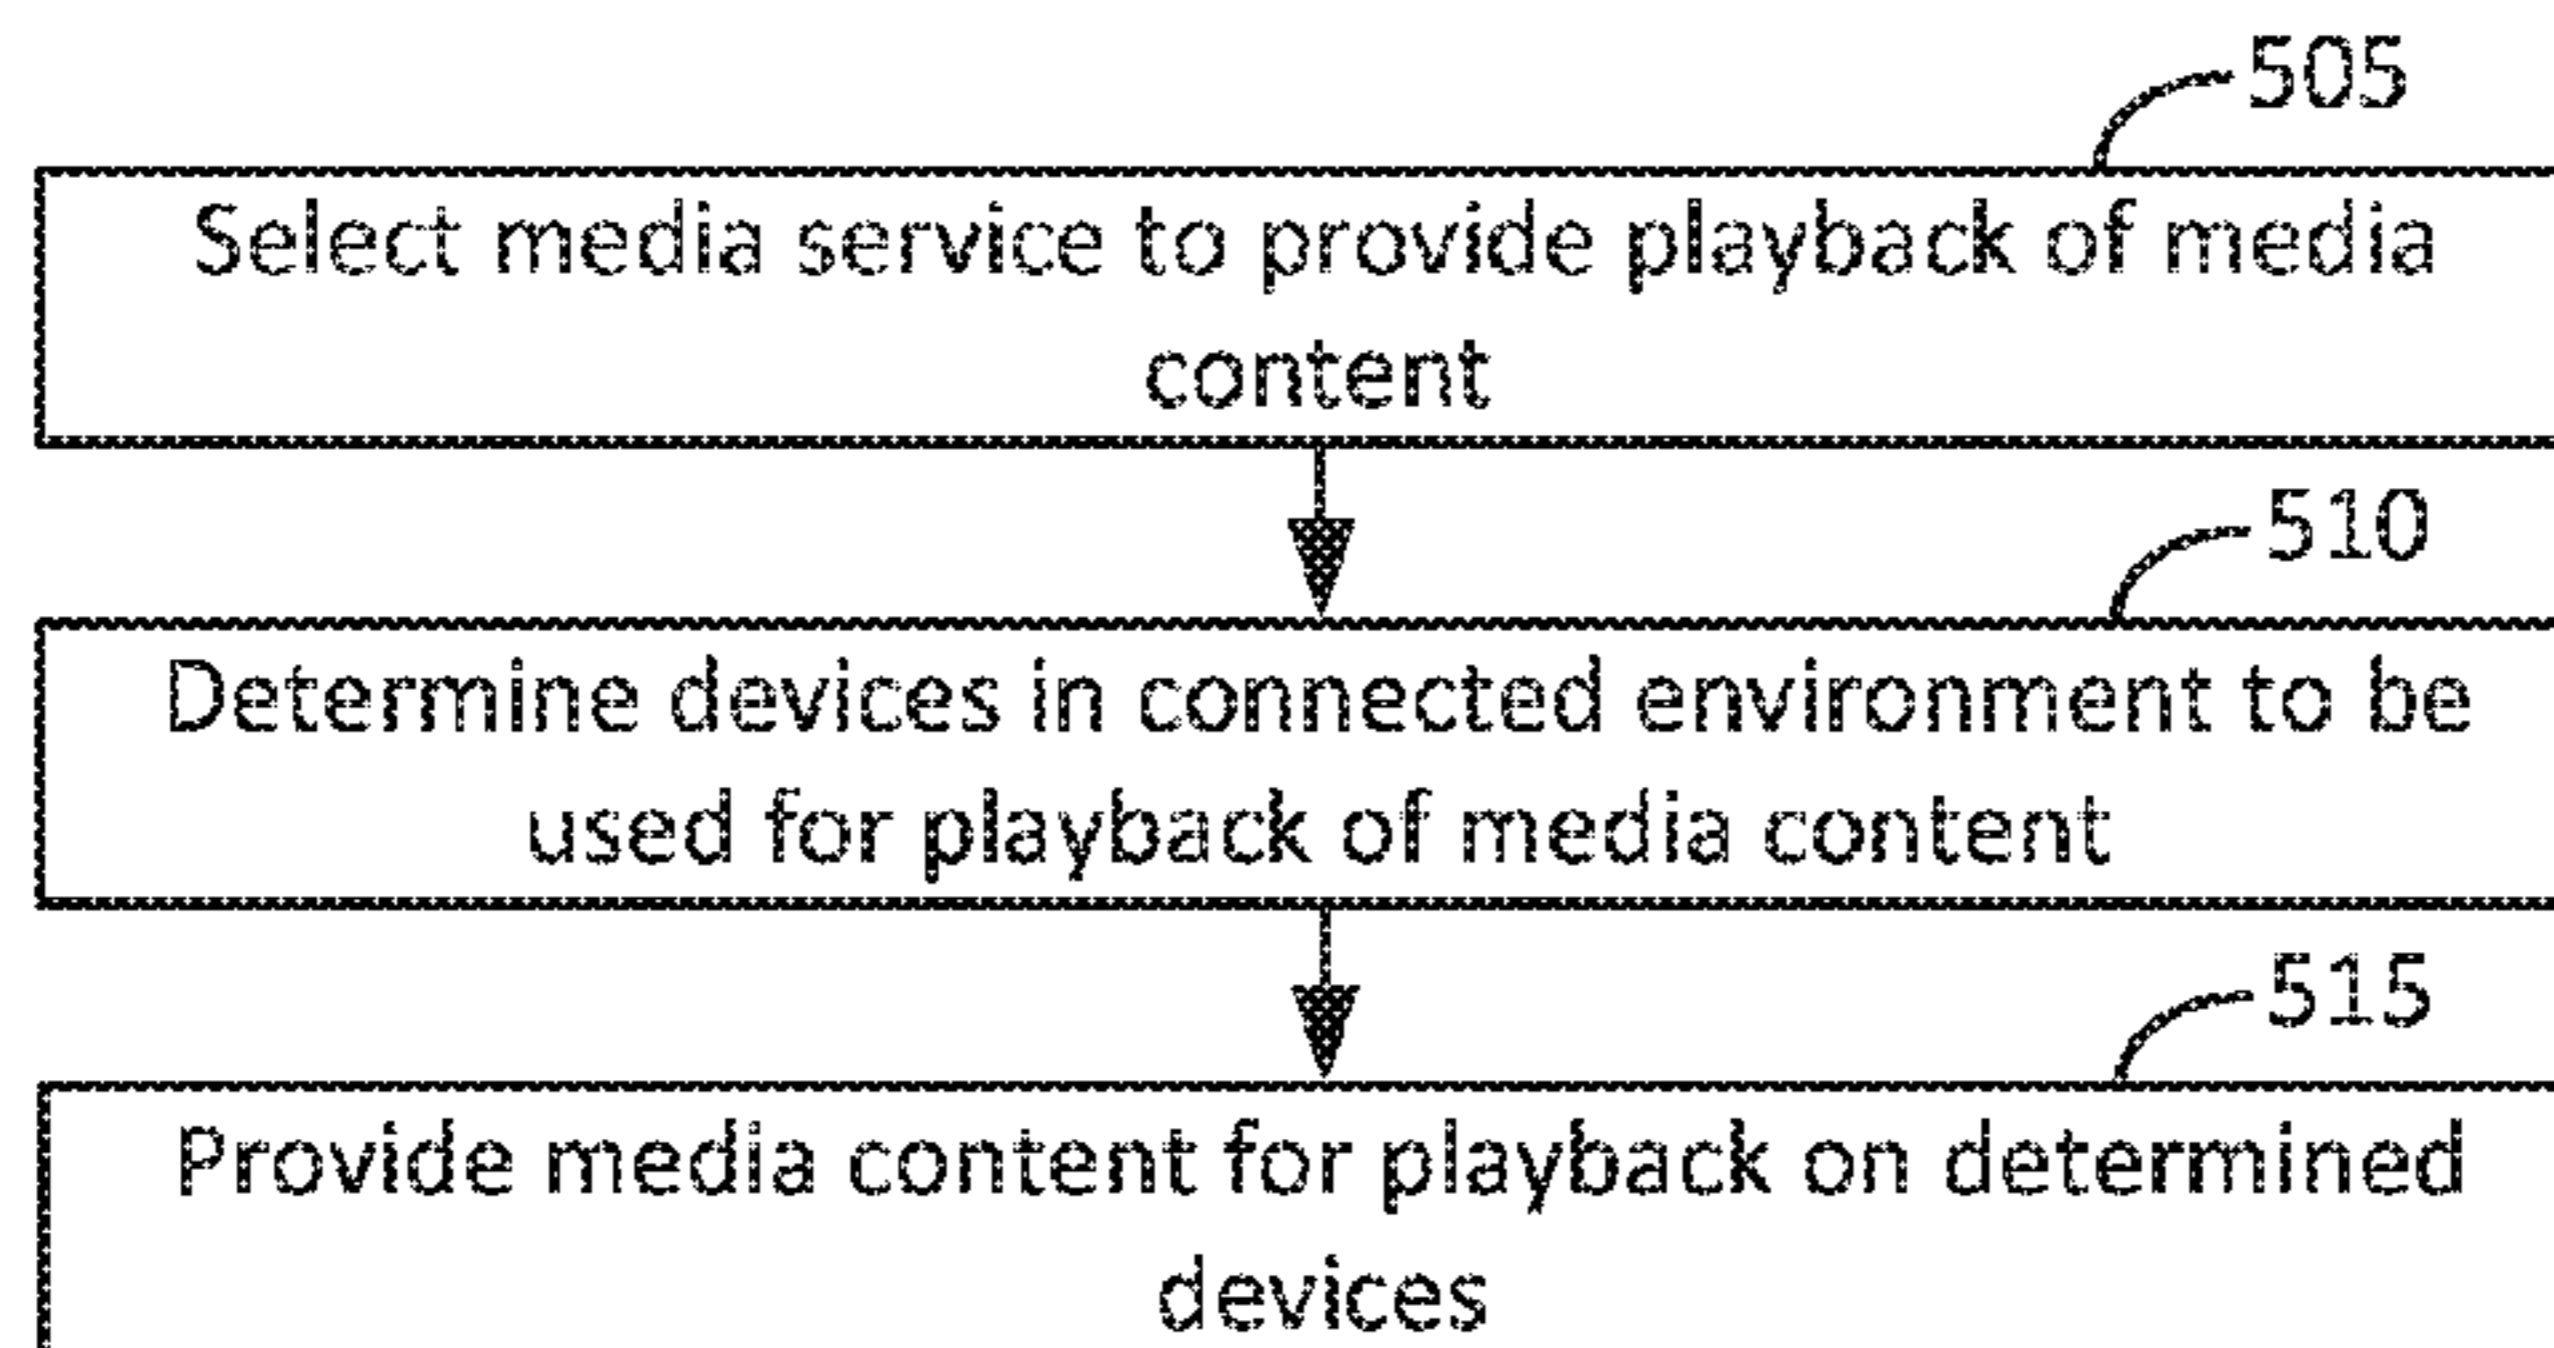 505
Select media service to provide playback of media
content
510
Determine devices in connected environment to be
used for playback of media content
515
Provide media content for playback on determined
devices